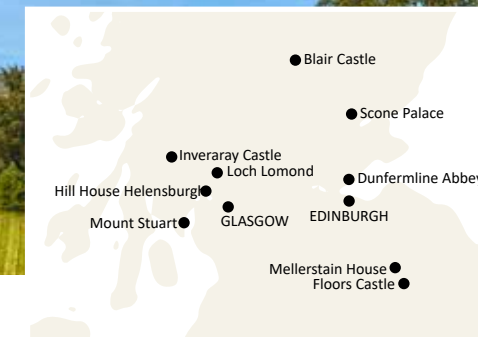 Blair Castle
Scone Palace
Inveraray Castle
Loch Lomond
Dunfermline Abbey
Hill House Helensburgh
GLASGOW
EDINBURGH
Mount Stuart
Mellerstain House
Floors Castle